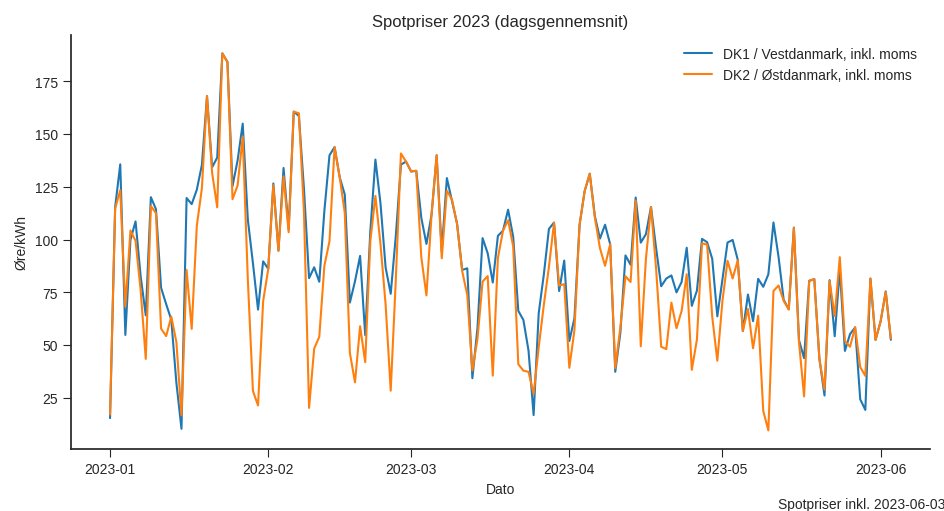 Spotpriser 2023 (dagsgennemsnit)
DK1 / Vestdanmark, inkl. moms
DK2 / Østdanmark, inkl. moms
Øre/kWh
175
150
125
100
75
50
25
2023-01
2023-02
2023-03
2023-04
2023-05
2023-06
Dato
Spotpriser inkl. 2023-06-03